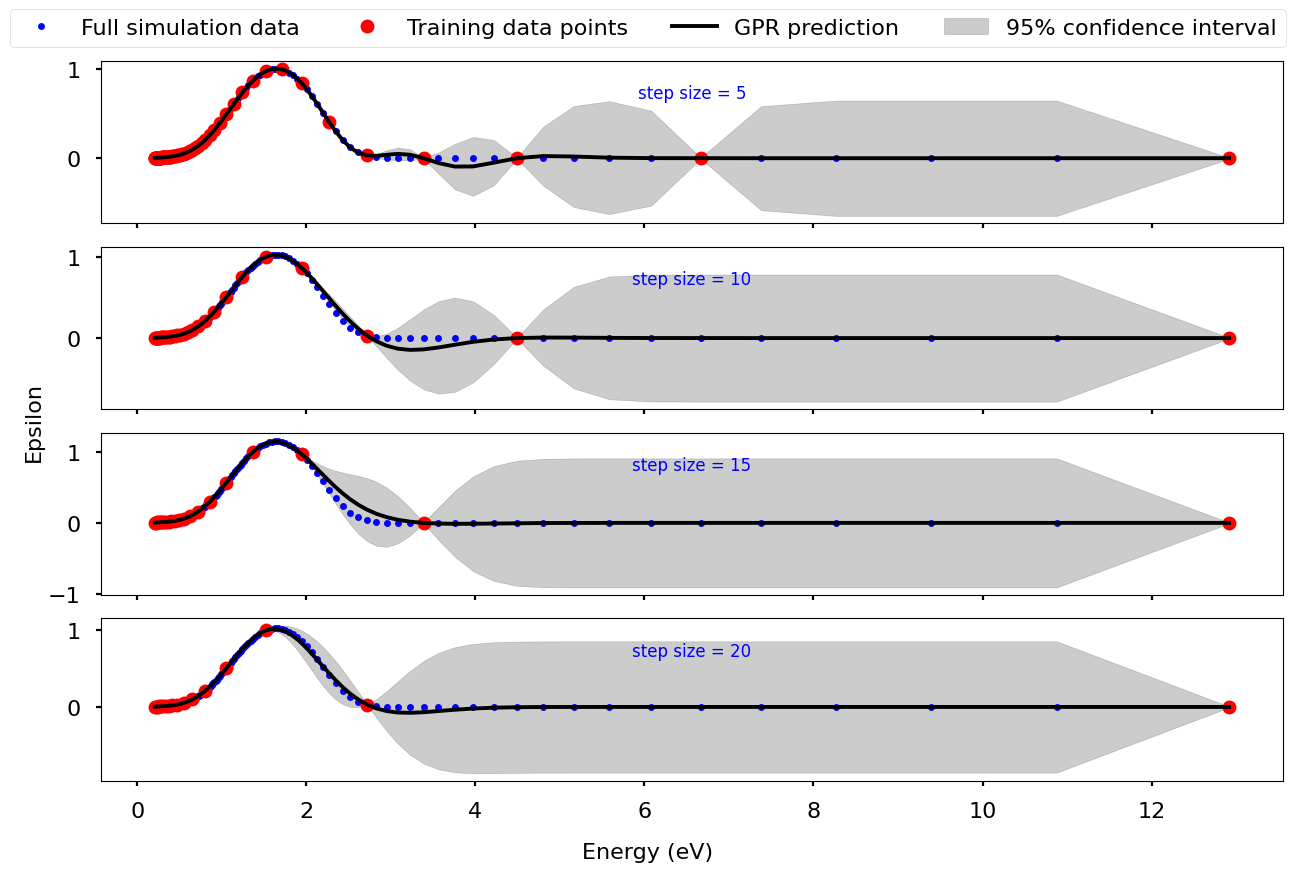 Full simulation data
Training data points
GPR prediction
95% confidence interval
1
0
step size = 5
1
0
step size = 10
1
0
−1
step size = 15
1
0
step size = 20
Epsilon
0 2 4 6 8 10 12
Energy (eV)